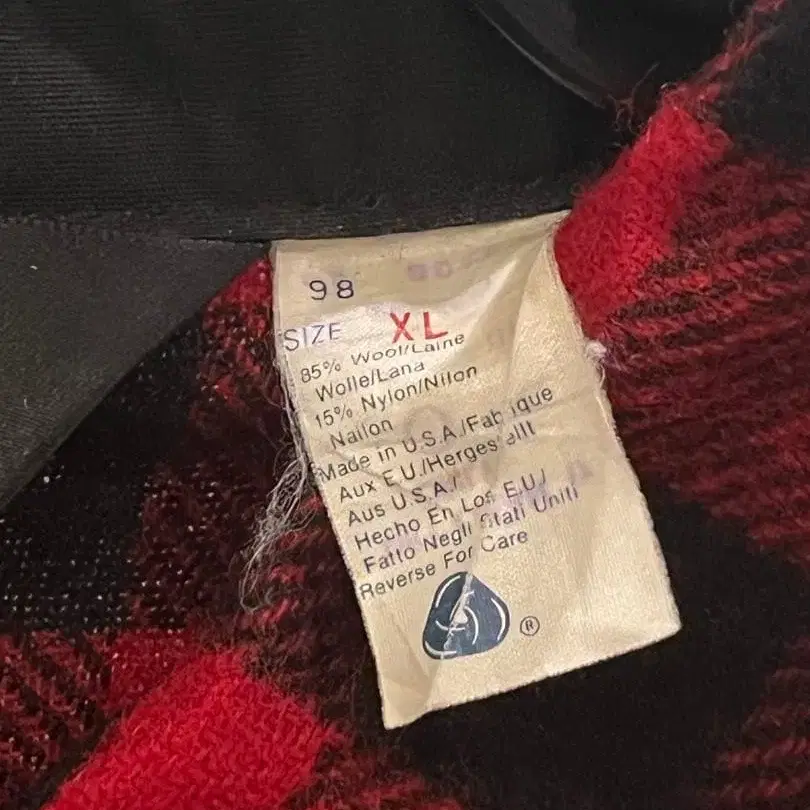 98
SIZE XL
85% Wool/Laine
Wolle/Lana
15% Nylon/Nilon
Nailon
Made in U.S.A./Fabrique
Aux E.U./Hergestellt
Aus U.S.A./
Hecho En Los E.U./
Fatto Negli Stati Uniti
Reverse For Care
®